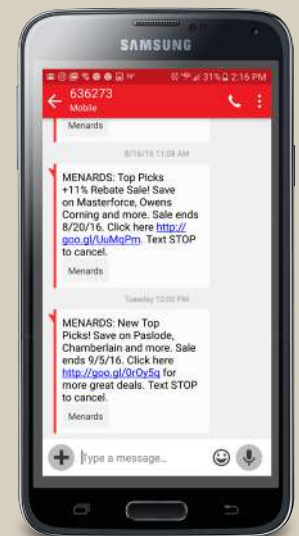 SAMSUNG
31% 2:16 PM
636273
Mobile
Menards
8/16/16 11:08 AM
MENARDS: Top Picks
+11% Rebate Sale! Save
on Masterforce, Owens
Corning and more. Sale ends
8/20/16. Click here http://
goo.gl/UuMqPm. Text STOP
to cancel.
Menards
Tuesday 12:02 PM
MENARDS: New Top
Picks! Save on Paslode,
Chamberlain and more. Sale
ends 9/5/16. Click here
http://goo.gl/0rOy5q for
more great deals. Text STOP
to cancel.
Menards
Type a message...